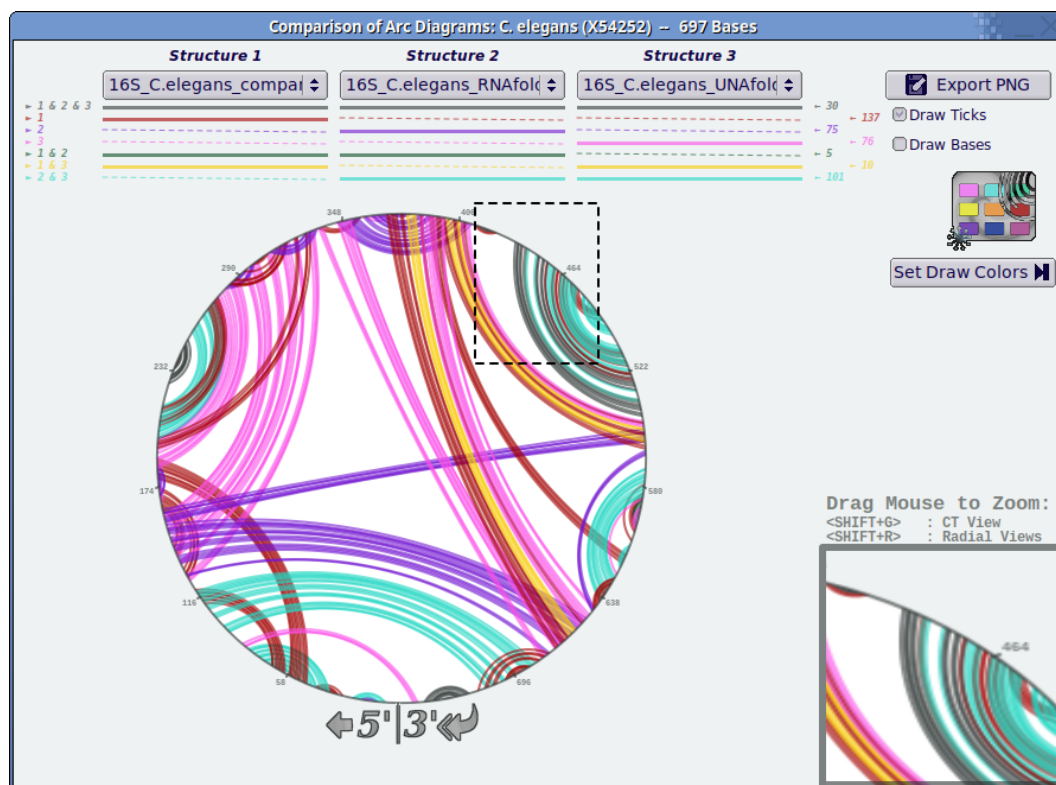 Comparison of Arc Diagrams: C. elegans (X54252) -- 697 Bases
Structure 1 Structure 2 Structure 3
16S_C.elegans_compar 16S_C.elegans_RNAfold 16S_C.elegans_UNAfold
Export PNG
► 1 & 2 & 3 ← 30
► 1 ← 137
Draw Ticks
► 2 ← 75
► 3 ← 76
Draw Bases
► 1 & 2 ← 5
► 1 & 3 ← 10
► 2 & 3 ← 101
348 406
290 464
Set Draw Colors
232 522
174 580
Drag Mouse to Zoom:
<SHIFT+G> : CT View
<SHIFT+R> : Radial Views
116 638
58 696
464
5'|3'